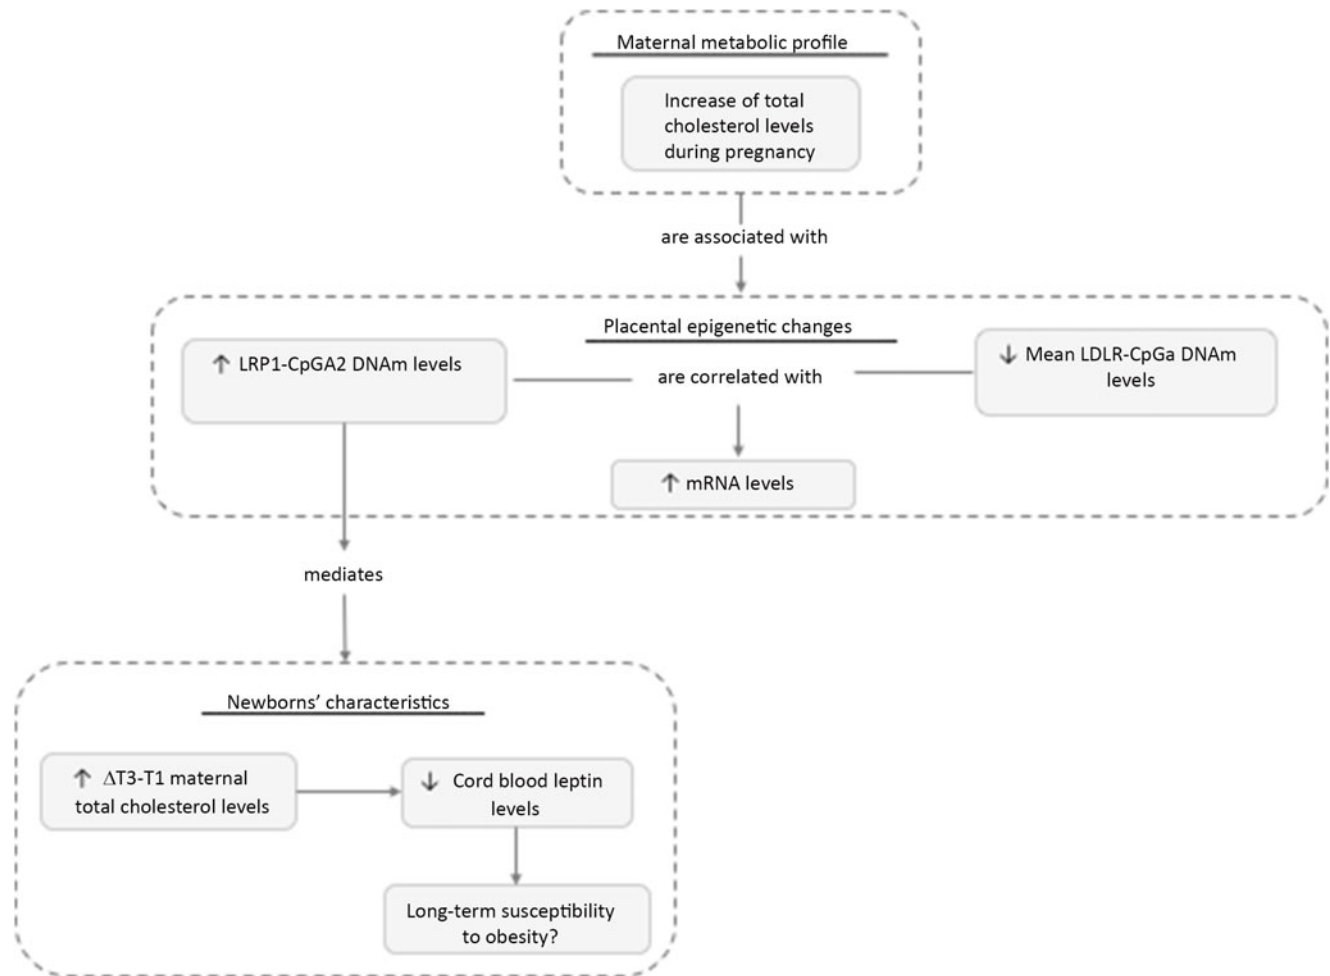 Maternal metabolic profile
Increase of total
cholesterol levels
during pregnancy
are associated with
Placental epigenetic changes
↑ LRP1-CpGA2 DNAm levels
are correlated with
↓ Mean LDLR-CpGa DNAm
levels
↑ mRNA levels
mediates
Newborns’ characteristics
↑ ΔT3-T1 maternal
total cholesterol levels
↓ Cord blood leptin
levels
Long-term susceptibility
to obesity?